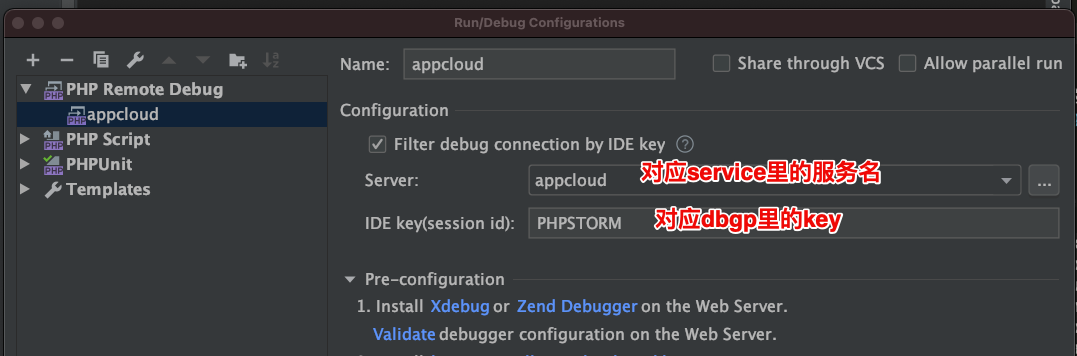 Run/Debug Configurations
Name: appcloud Share through VCS Allow parallel run
PHP Remote Debug
appcloud
PHP Script
PHPUnit
Templates
Configuration
Filter debug connection by IDE key ?
Server: appcloud 对应service里的服务名 ...
IDE key(session id): PHPSTORM 对应dbgp里的key
Pre-configuration
1. Install Xdebug or Zend Debugger on the Web Server.
Validate debugger configuration on the Web Server.